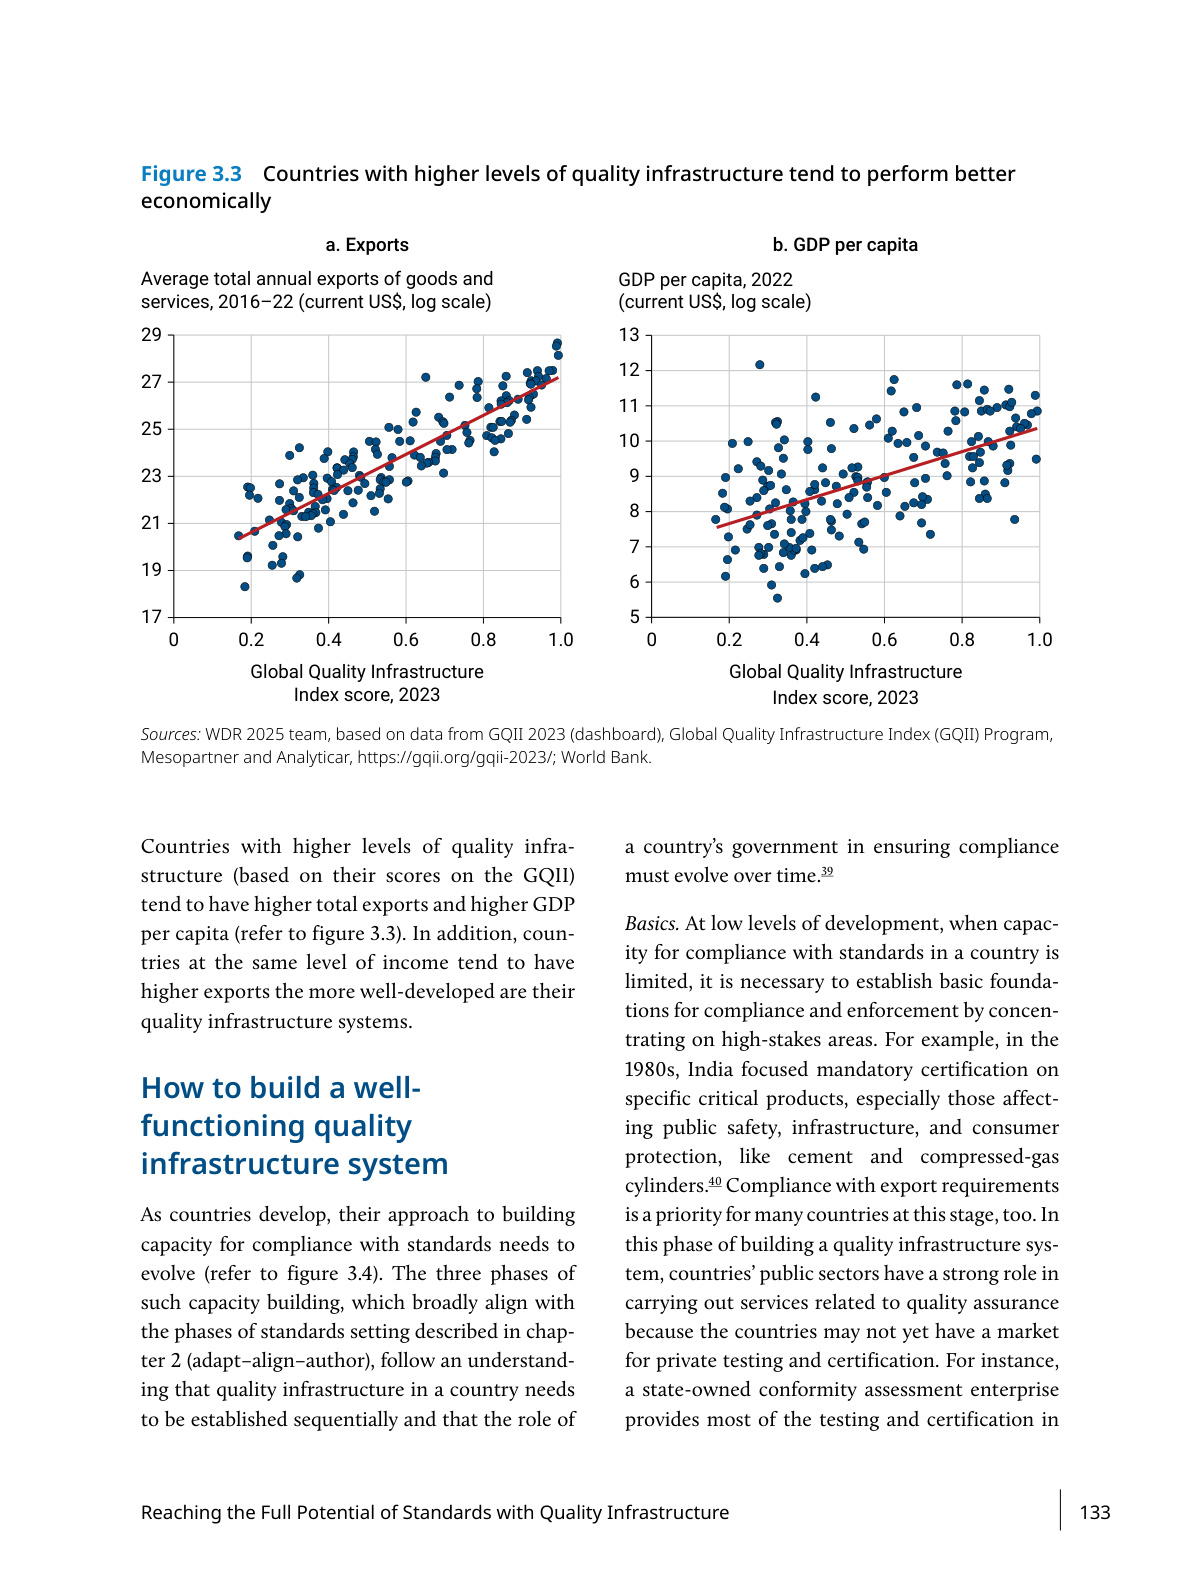 Figure 3.3 Countries with higher levels of quality infrastructure tend to perform better
economically
a. Exports
Average total annual exports of goods and
services, 2016–22 (current US$, log scale)
29
27
25
23
21
19
17
0 0.2 0.4 0.6 0.8 1.0
Global Quality Infrastructure
Index score, 2023
b. GDP per capita
GDP per capita, 2022
(current US$, log scale)
13
12
11
10
9
8
7
6
5
0 0.2 0.4 0.6 0.8 1.0
Global Quality Infrastructure
Index score, 2023
Sources: WDR 2025 team, based on data from GQII 2023 (dashboard), Global Quality Infrastructure Index (GQII) Program,
Mesopartner and Analyticar, https://gqii.org/gqii-2023/; World Bank.
Countries with higher levels of quality infra-
structure (based on their scores on the GQII)
tend to have higher total exports and higher GDP
per capita (refer to figure 3.3). In addition, coun-
tries at the same level of income tend to have
higher exports the more well-developed are their
quality infrastructure systems.
How to build a well-
functioning quality
infrastructure system
As countries develop, their approach to building
capacity for compliance with standards needs to
evolve (refer to figure 3.4). The three phases of
such capacity building, which broadly align with
the phases of standards setting described in chap-
ter 2 (adapt–align–author), follow an understand-
ing that quality infrastructure in a country needs
to be established sequentially and that the role of
a country’s government in ensuring compliance
must evolve over time.39
Basics. At low levels of development, when capac-
ity for compliance with standards in a country is
limited, it is necessary to establish basic founda-
tions for compliance and enforcement by concen-
trating on high-stakes areas. For example, in the
1980s, India focused mandatory certification on
specific critical products, especially those affect-
ing public safety, infrastructure, and consumer
protection, like cement and compressed-gas
cylinders.40 Compliance with export requirements
is a priority for many countries at this stage, too. In
this phase of building a quality infrastructure sys-
tem, countries’ public sectors have a strong role in
carrying out services related to quality assurance
because the countries may not yet have a market
for private testing and certification. For instance,
a state-owned conformity assessment enterprise
provides most of the testing and certification in
Reaching the Full Potential of Standards with Quality Infrastructure
133